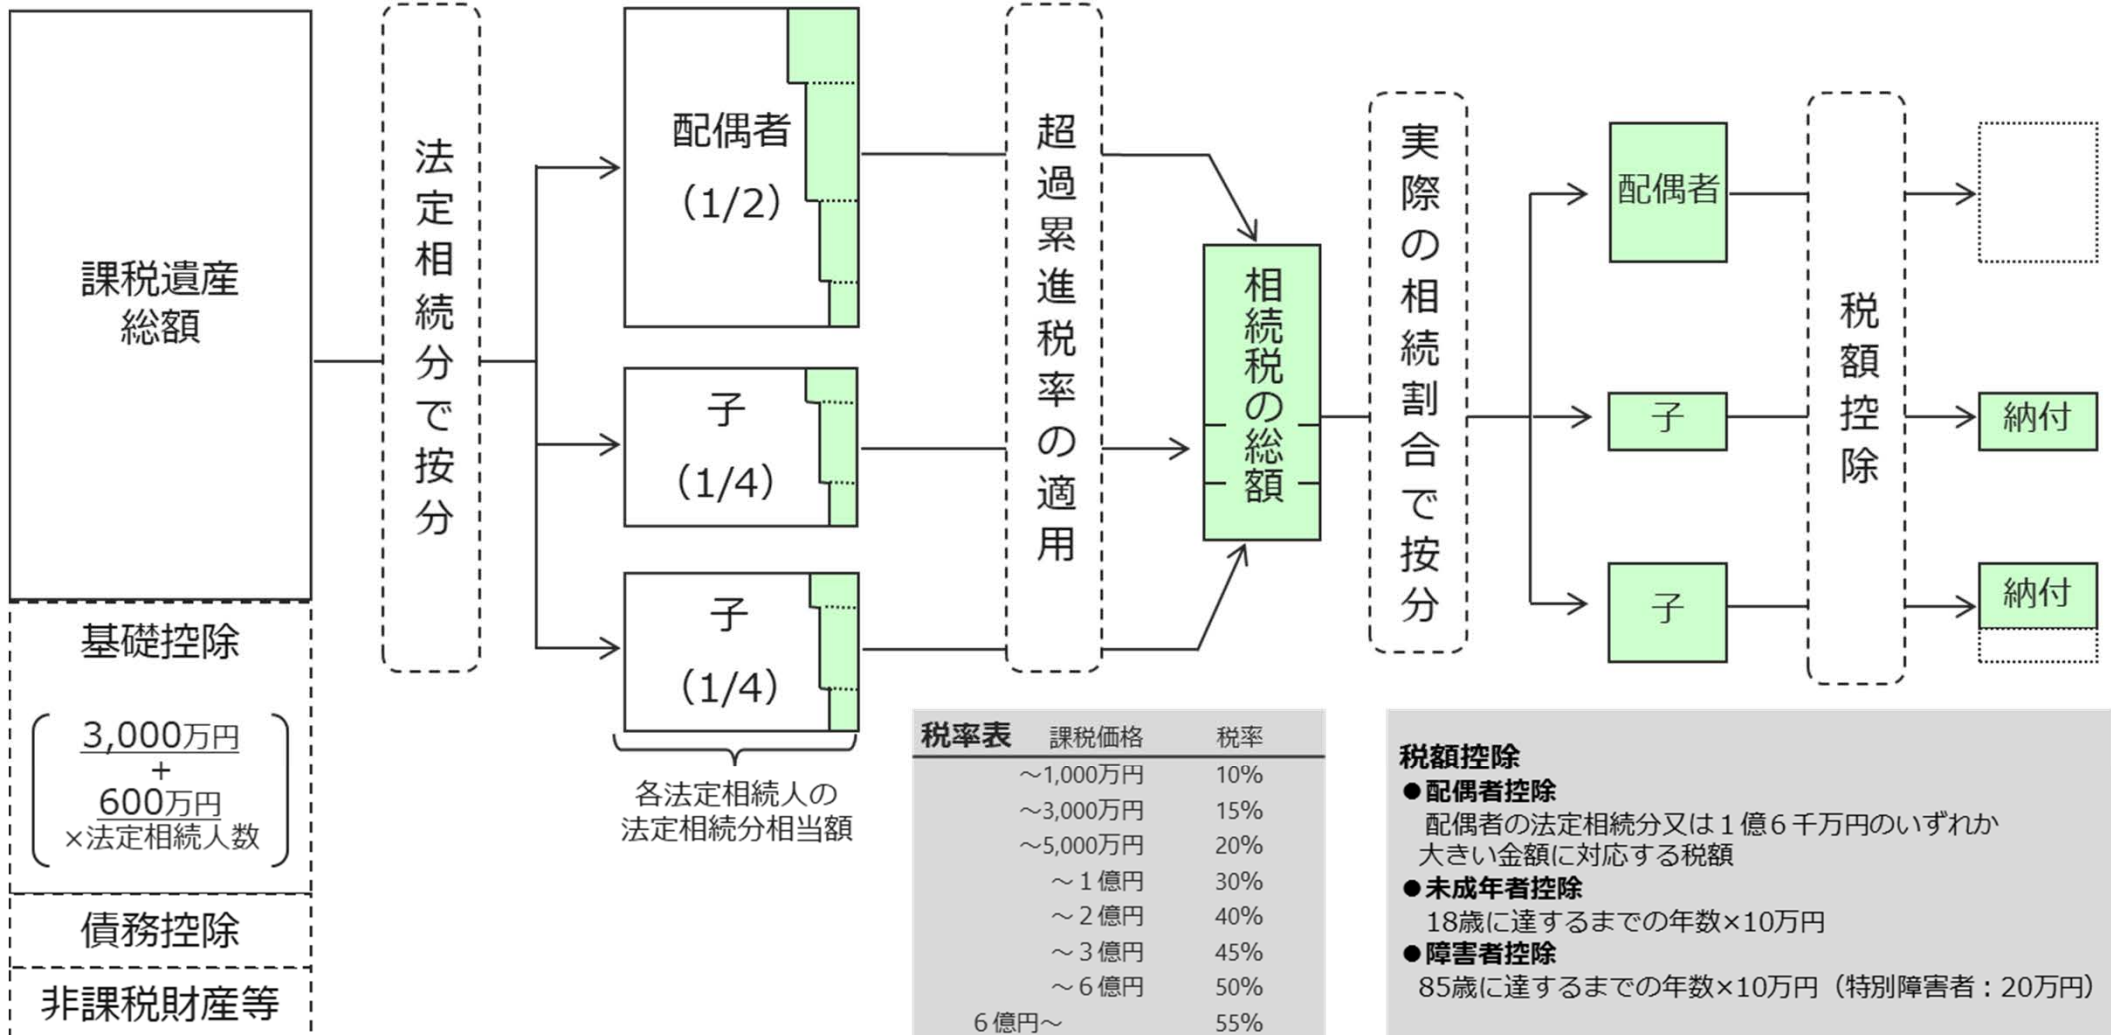 課税遺産
総額
基礎控除
3,000万円
+
600万円
×法定相続人数
債務控除
非課税財産等
法定相続分で按分
配偶者
（1/2）
子
（1/4）
子
（1/4）
各法定相続人の
法定相続分相当額
超過累進税率の適用
相続税の総額
実際の相続割合で按分
配偶者
子
子
税額控除
納付
納付
税率表 課税価格 税率
～1,000万円 10%
～3,000万円 15%
～5,000万円 20%
～１億円 30%
～２億円 40%
～３億円 45%
～６億円 50%
６億円～ 55%
税額控除
●配偶者控除
配偶者の法定相続分又は１億６千万円のいずれか
大きい金額に対応する税額
●未成年者控除
18歳に達するまでの年数×10万円
●障害者控除
85歳に達するまでの年数×10万円（特別障害者：20万円）